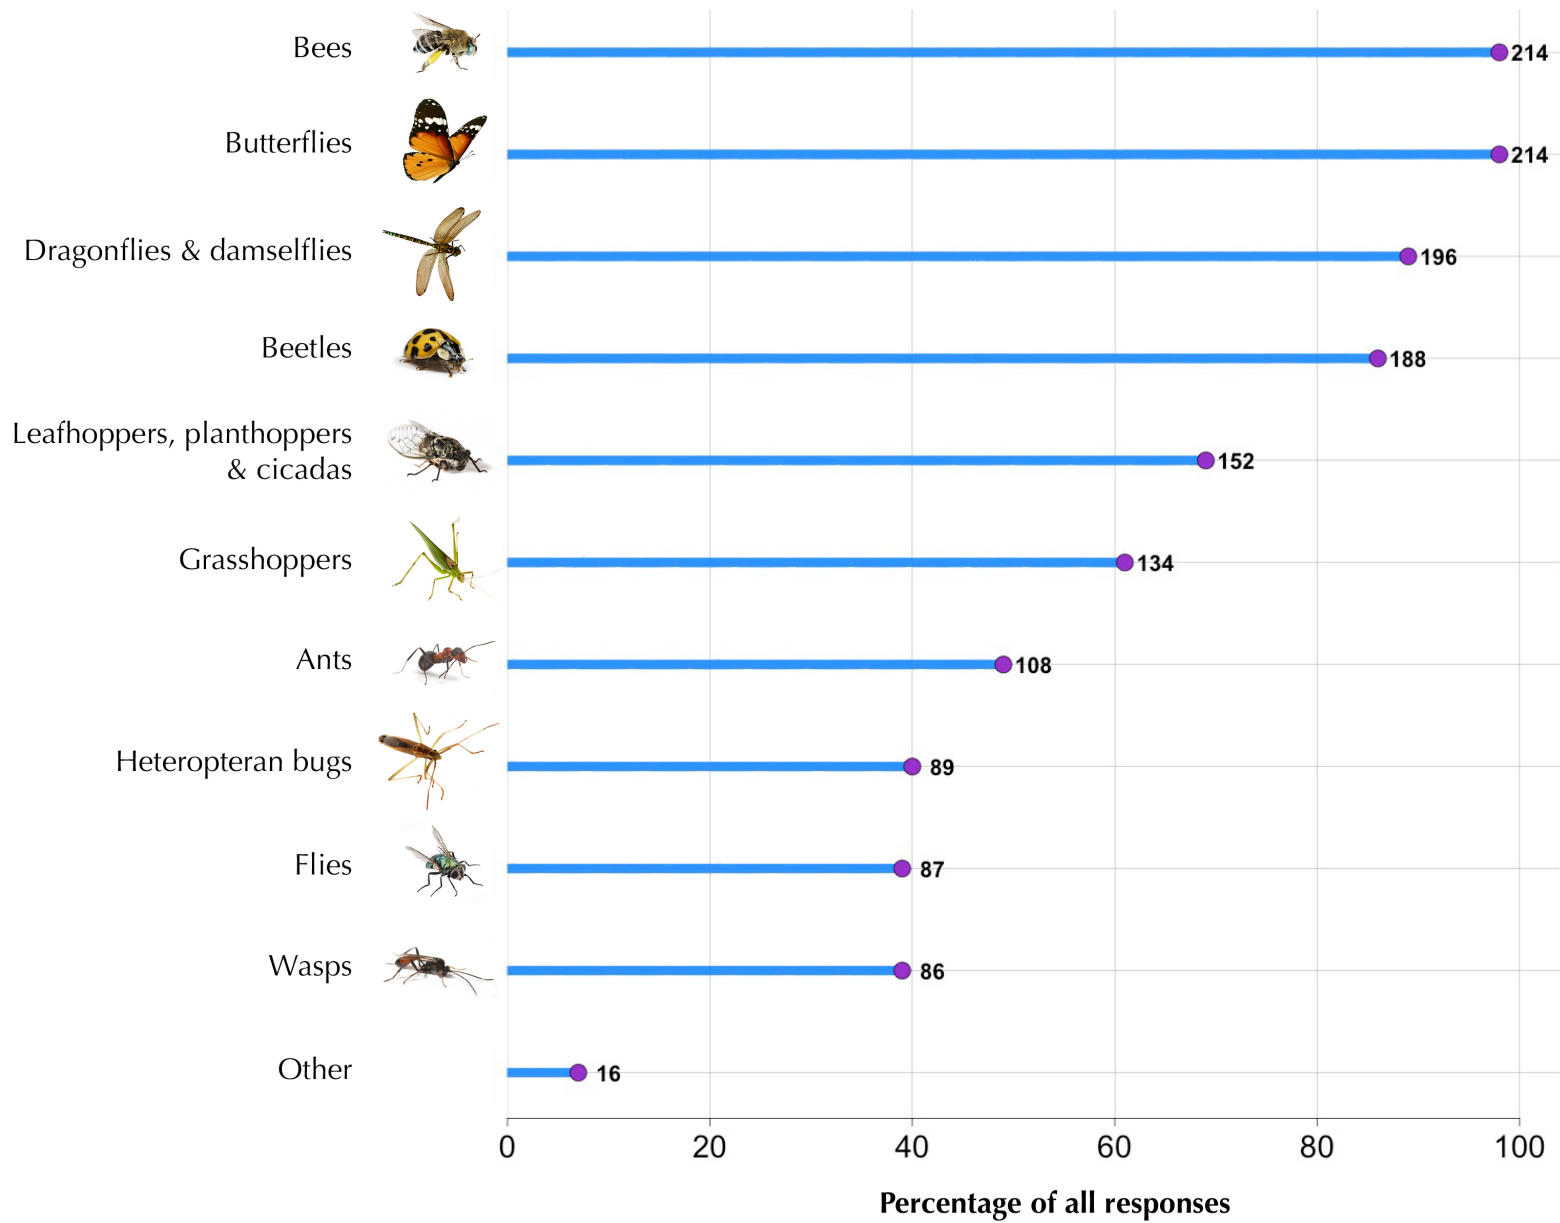 Bees
214
Butterflies
214
Dragonflies & damselflies
196
Beetles
188
Leafhoppers, planthoppers
& cicadas
152
Grasshoppers
134
Ants
108
Heteropteran bugs
89
Flies
87
Wasps
86
Other
16
0 20 40 60 80 100
Percentage of all responses